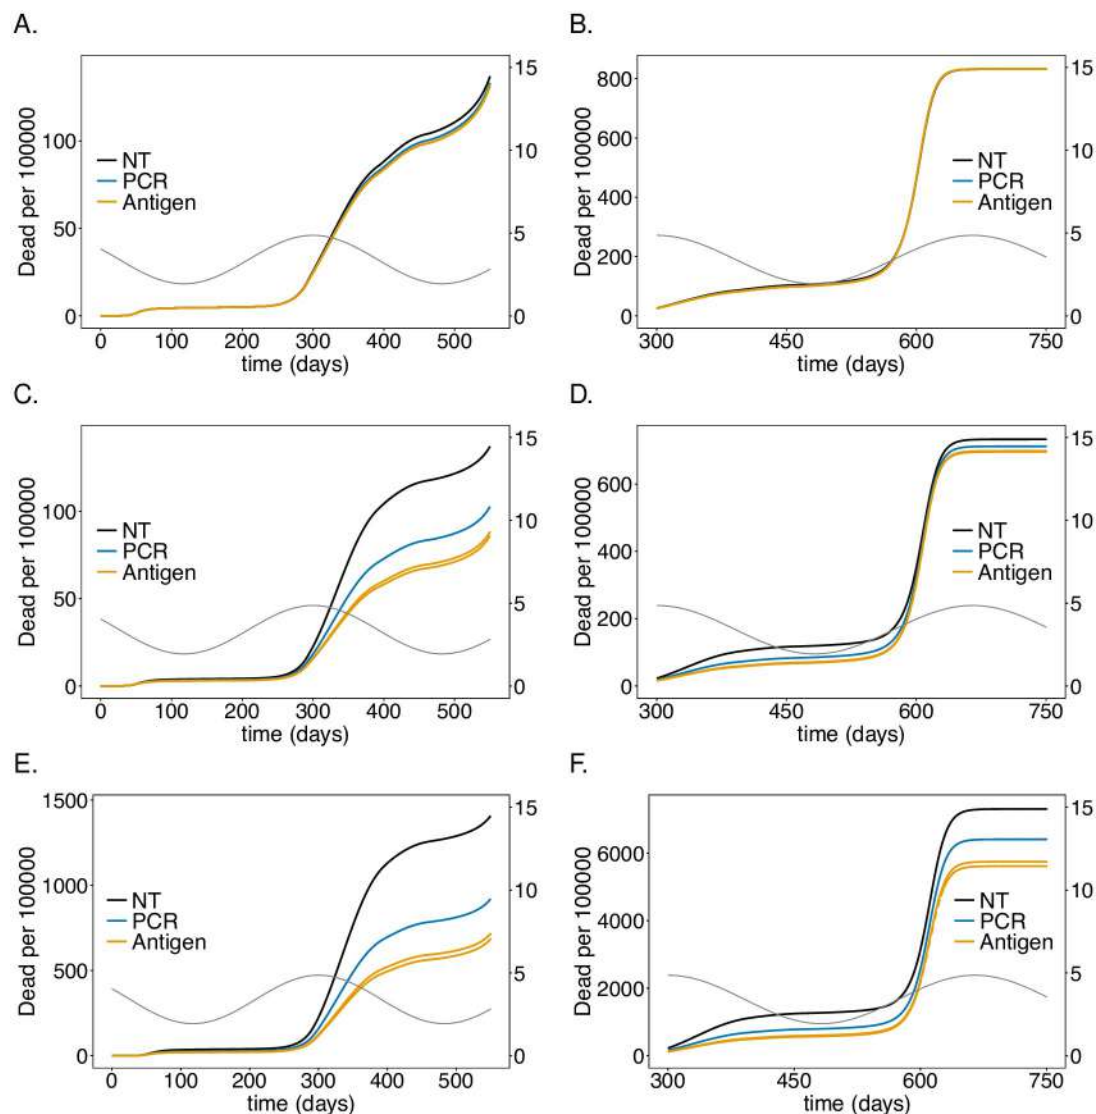 A.
Dead per 100000
100
50
0
15
10
5
0
NT
PCR
Antigen
0 100 200 300 400 500
time (days)
B.
Dead per 100000
800
600
400
200
0
15
10
5
0
NT
PCR
Antigen
300 450 600 750
time (days)
C.
Dead per 100000
100
50
0
15
10
5
0
NT
PCR
Antigen
0 100 200 300 400 500
time (days)
D.
Dead per 100000
600
400
200
0
15
10
5
0
NT
PCR
Antigen
300 450 600 750
time (days)
E.
Dead per 100000
1500
1000
500
0
15
10
5
0
NT
PCR
Antigen
0 100 200 300 400 500
time (days)
F.
Dead per 100000
6000
4000
2000
0
15
10
5
0
NT
PCR
Antigen
300 450 600 750
time (days)